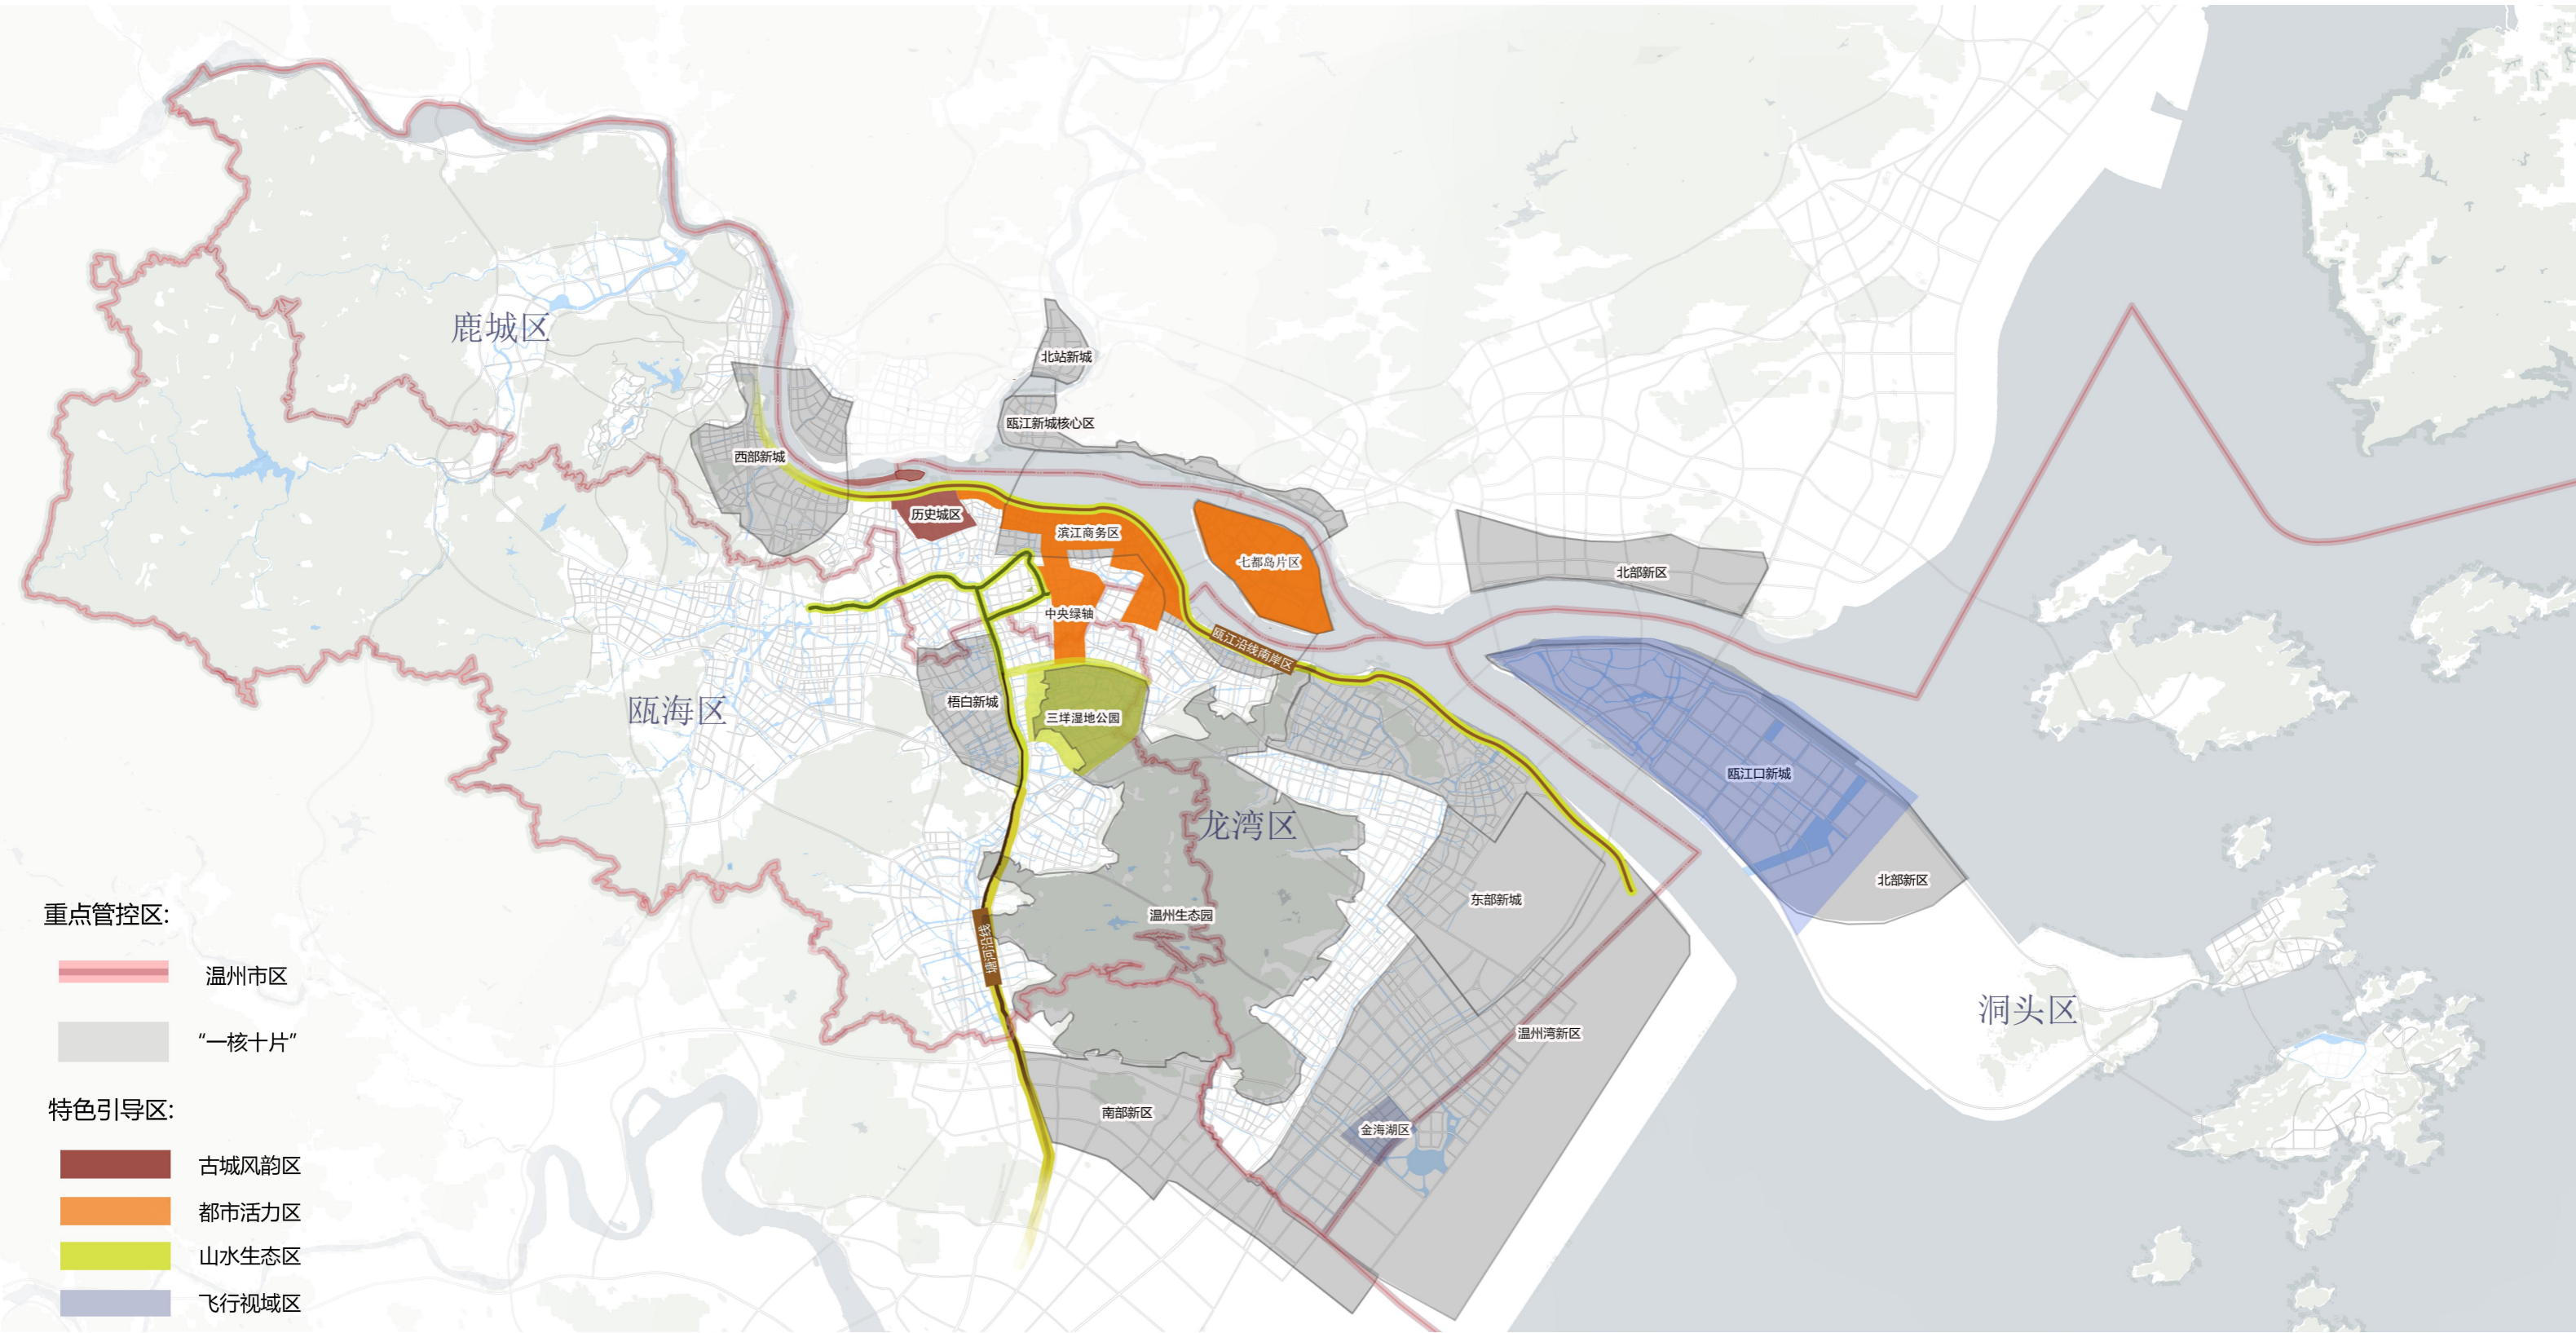 鹿城区
北站新城
瓯江新城核心区
西部新城
历史城区
滨江商务区
七都岛片区
北部新区
中央绿轴
瓯江沿线南岸区
瓯海区
梧白新城
三垟湿地公园
瓯江口新城
龙湾区
北部新区
东部新城
温州生态园
塘河沿线
洞头区
温州湾新区
南部新区
金海湖区
重点管控区:
温州市区
“一核十片”
特色引导区:
古城风韵区
都市活力区
山水生态区
飞行视域区